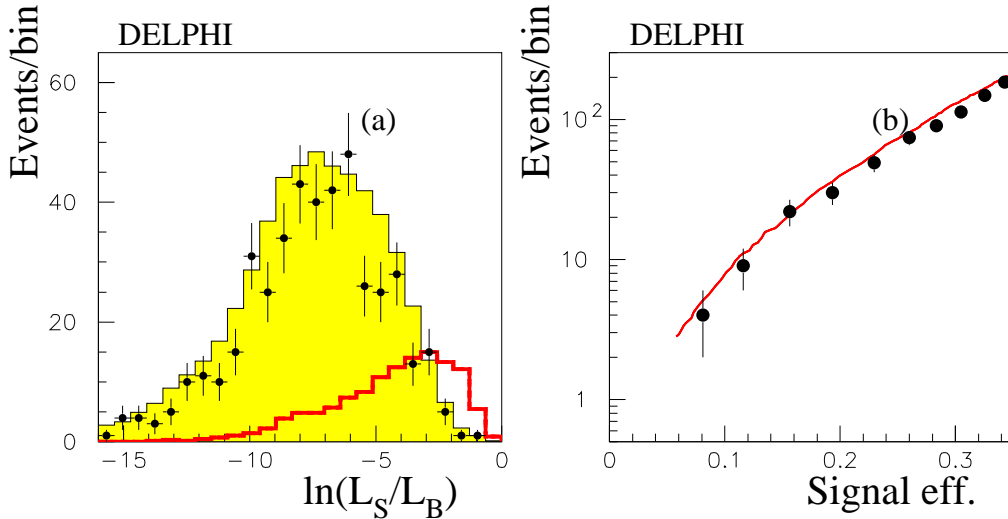 DELPHI
Events/bin
(a)
60
40
20
0
-15
-10
-5
0
ln(L_S/L_B)
DELPHI
Events/bin
(b)
10^2
10
1
0
0.1
0.2
0.3
Signal eff.